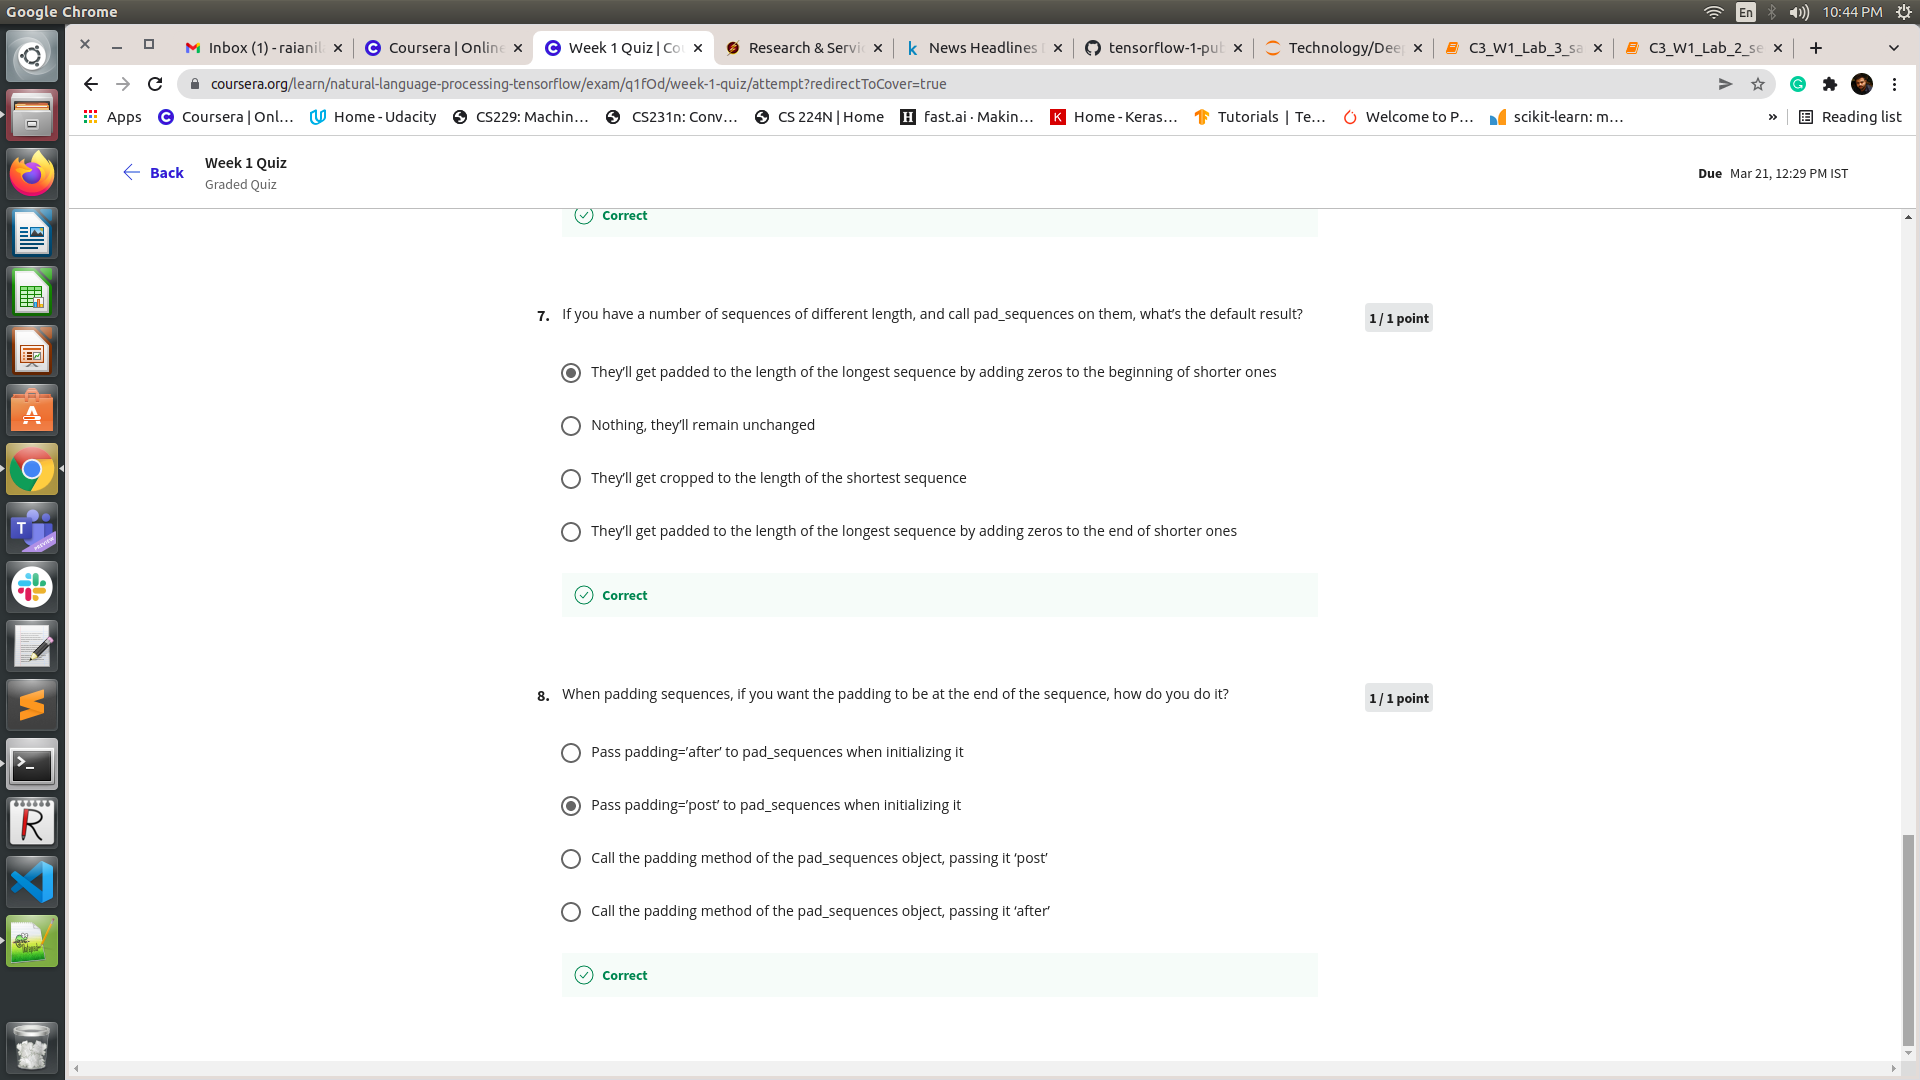 Google Chrome
En
10:44 PM
Inbox (1) - raianil
Coursera | Online
Week 1 Quiz | Co
Research & Servi
News Headlines
tensorflow-1-pub
Technology/Deep
C3_W1_Lab_3_sa
C3_W1_Lab_2_se
coursera.org/learn/natural-language-processing-tensorflow/exam/q1fOd/week-1-quiz/attempt?redirectToCover=true
Apps
Coursera | Onl...
Home - Udacity
CS229: Machin...
CS231n: Conv...
CS 224N | Home
fast.ai · Makin...
Home - Keras...
Tutorials | Te...
Welcome to P...
scikit-learn: m...
»
Reading list
Back
Week 1 Quiz
Graded Quiz
Due Mar 21, 12:29 PM IST
Correct
7. If you have a number of sequences of different length, and call pad_sequences on them, what’s the default result?
1 / 1 point
They’ll get padded to the length of the longest sequence by adding zeros to the beginning of shorter ones
Nothing, they’ll remain unchanged
They’ll get cropped to the length of the shortest sequence
They’ll get padded to the length of the longest sequence by adding zeros to the end of shorter ones
Correct
8. When padding sequences, if you want the padding to be at the end of the sequence, how do you do it?
1 / 1 point
Pass padding=’after’ to pad_sequences when initializing it
Pass padding=’post’ to pad_sequences when initializing it
Call the padding method of the pad_sequences object, passing it ‘post’
Call the padding method of the pad_sequences object, passing it ‘after’
Correct